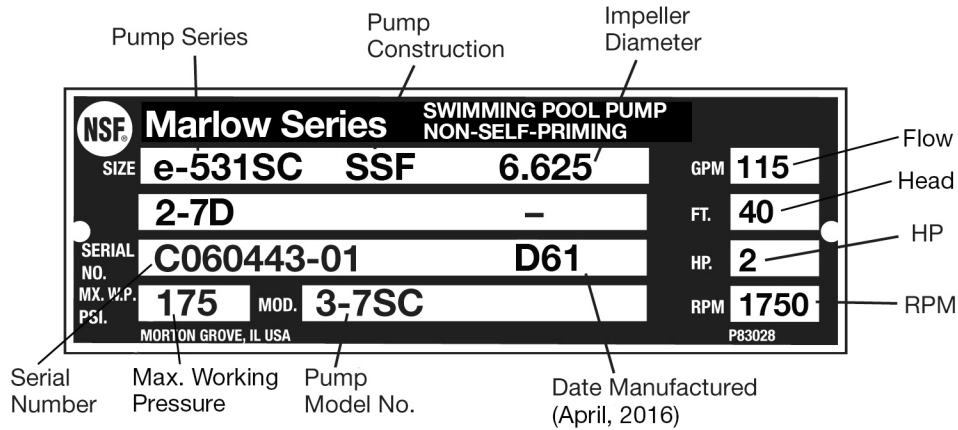 Pump Series
Pump
Construction
Impeller
Diameter
NSF®
Marlow Series
SWIMMING POOL PUMP
NON-SELF-PRIMING
SIZE e-531SC SSF 6.625
GPM 115
Flow
2-7D –
FT. 40
Head
SERIAL
NO.
C060443-01 D61
HP. 2
HP
MX. W.P.
PSI.
175 MOD. 3-7SC
RPM 1750
RPM
MORTON GROVE, IL USA
P83028
Serial
Number
Max. Working
Pressure
Pump
Model No.
Date Manufactured
(April, 2016)